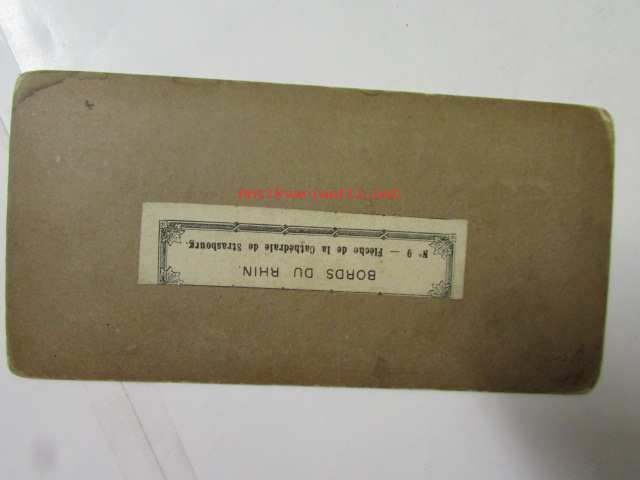 BORDS DU RHIN.
N° 9 — Flèche de la Cathédrale de Strasbourg